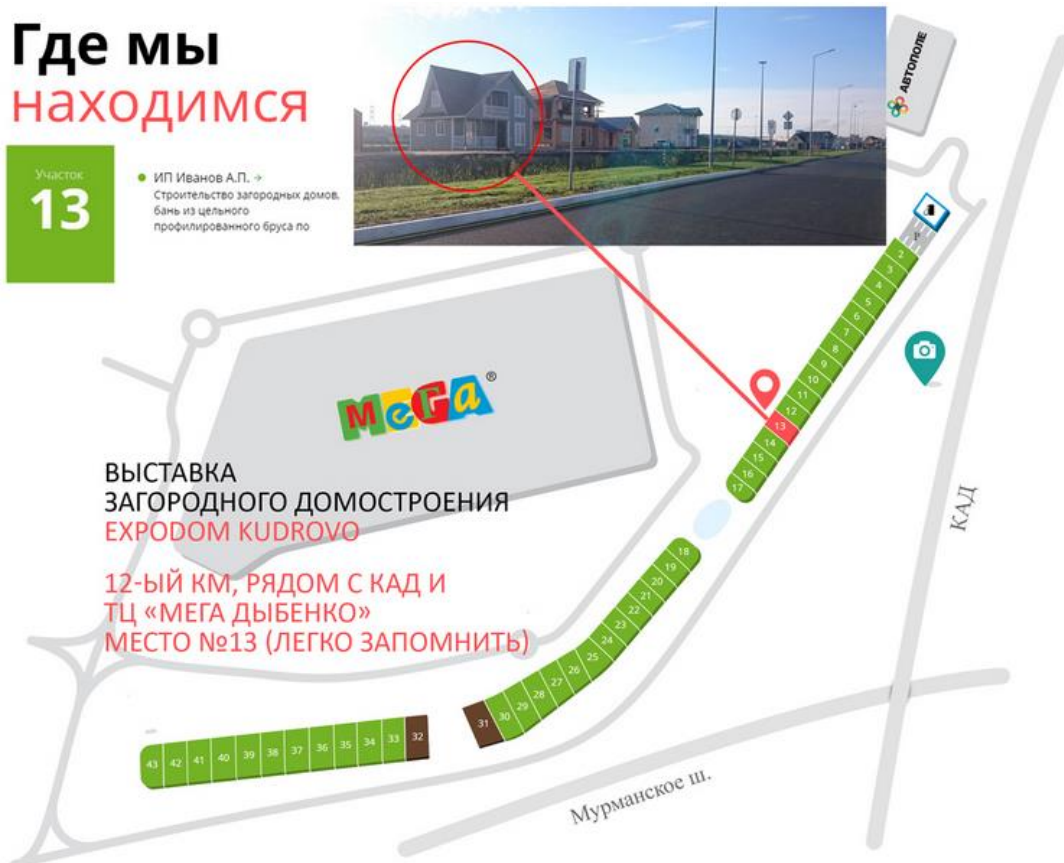 Где мы
находимся
Участок
13
ИП Иванов А.П. →
Строительство загородных домов,
бань из цельного
профилированного бруса по
АВТОПОЛЕ
P
2
3
4
5
6
7
8
9
10
11
12
13
14
15
16
17
МЕГА®
ВЫСТАВКА
ЗАГОРОДНОГО ДОМОСТРОЕНИЯ
EXPODOM KUDROVO
12-ЫЙ КМ, РЯДОМ С КАД И
ТЦ «МЕГА ДЫБЕНКО»
МЕСТО №13 (ЛЕГКО ЗАПОМНИТЬ)
КАД
18
19
20
21
22
23
24
25
26
27
28
29
30
31
32
33
34
35
36
37
38
39
40
41
42
43
Мурманское ш.